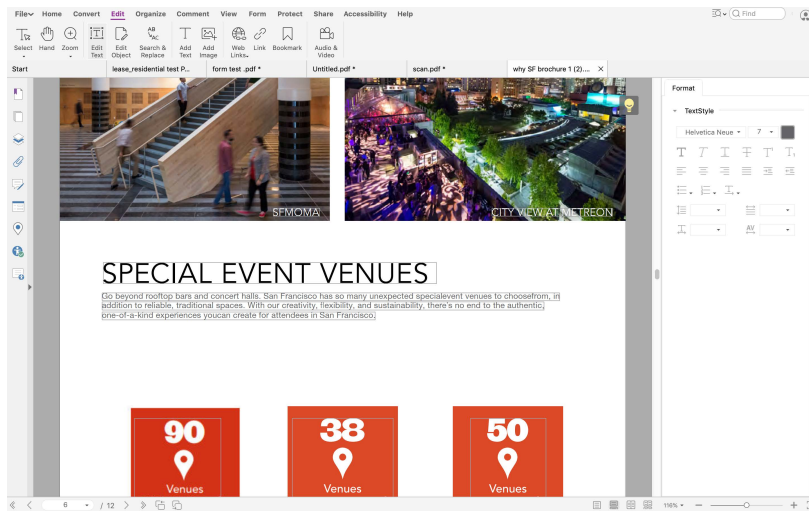 File Home Convert Edit Organize Comment View Form Protect Share Accessibility Help
Find
Select Hand Zoom Edit Text Edit Object Search & Replace Add Text Add Image Web Links Link Bookmark Audio & Video
Start lease_residential test P... form test .pdf * Untitled.pdf * scan.pdf * why SF brochure 1 (2)....
Format
TextStyle
Helvetica Neue 7
SFMOMA
CITY VIEW AT METREON
SPECIAL EVENT VENUES
Go beyond rooftop bars and concert halls. San Francisco has so many unexpected specialevent venues to choosefrom, in
addition to reliable, traditional spaces. With our creativity, flexibility, and sustainability, there's no end to the authentic,
one-of-a-kind experiences youcan create for attendees in San Francisco.
90 38 50
Venues Venues Venues
6 / 12 116%